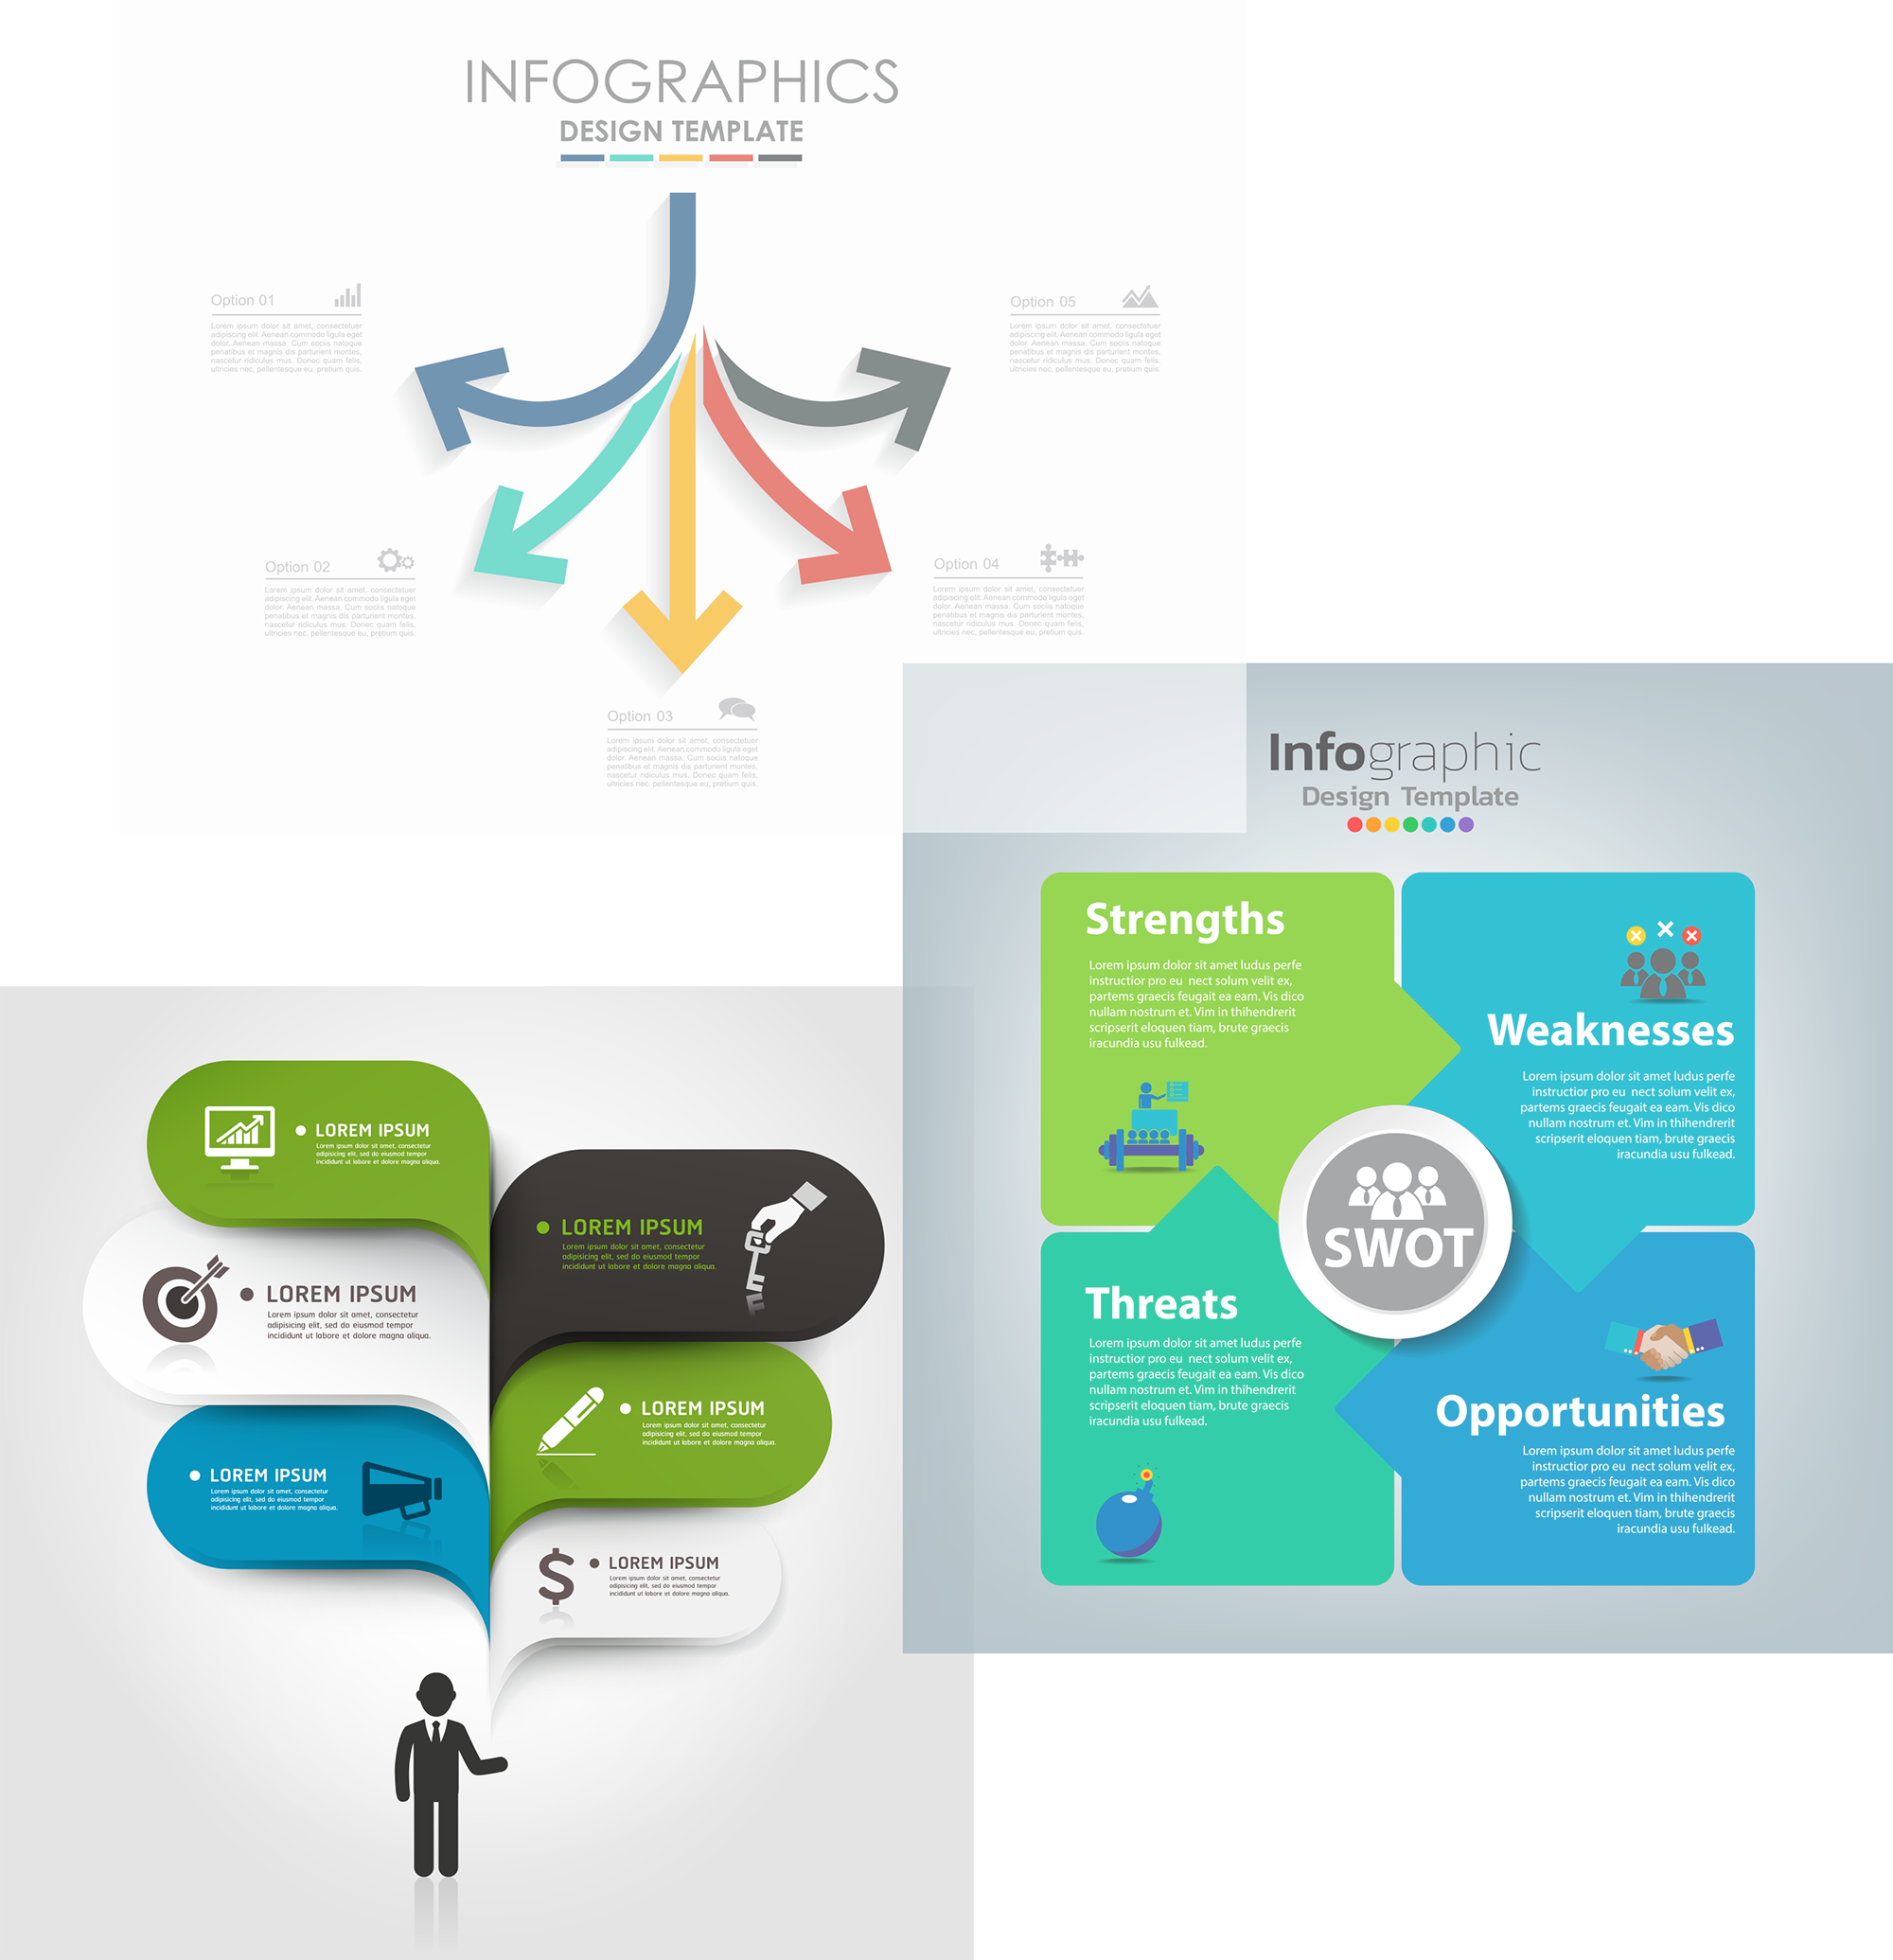 INFOGRAPHICS
DESIGN TEMPLATE
Option 01
Lorem ipsum dolor sit amet, consectetuer
adipiscing elit. Aenean commodo ligula eget
dolor. Aenean massa. Cum sociis natoque
penatibus et magnis dis parturient montes,
nascetur ridiculus mus. Donec quam felis,
ultricies nec, pellentesque eu, pretium quis.
Option 05
Lorem ipsum dolor sit amet, consectetuer
adipiscing elit. Aenean commodo ligula eget
dolor. Aenean massa. Cum sociis natoque
penatibus et magnis dis parturient montes,
nascetur ridiculus mus. Donec quam felis,
ultricies nec, pellentesque eu, pretium quis.
Option 02
Lorem ipsum dolor sit amet, consectetuer
adipiscing elit. Aenean commodo ligula eget
dolor. Aenean massa. Cum sociis natoque
penatibus et magnis dis parturient montes,
nascetur ridiculus mus. Donec quam felis,
ultricies nec, pellentesque eu, pretium quis.
Option 04
Lorem ipsum dolor sit amet, consectetuer
adipiscing elit. Aenean commodo ligula eget
dolor. Aenean massa. Cum sociis natoque
penatibus et magnis dis parturient montes,
nascetur ridiculus mus. Donec quam felis,
ultricies nec, pellentesque eu, pretium quis.
Option 03
Lorem ipsum dolor sit amet, consectetuer
adipiscing elit. Aenean commodo ligula eget
dolor. Aenean massa. Cum sociis natoque
penatibus et magnis dis parturient montes,
nascetur ridiculus mus. Donec quam felis,
ultricies nec, pellentesque eu, pretium quis.
Infographic
Design Template
Strengths
Lorem ipsum dolor sit amet ludus perfe
instructior pro eu nect solum velit ex,
partems graecis feugait ea eam. Vis dico
nullam nostrum et. Vim in thihendrerit
scripserit eloquen tiam, brute graecis
iracundia usu fulkead.
Weaknesses
Lorem ipsum dolor sit amet ludus perfe
instructior pro eu nect solum velit ex,
partems graecis feugait ea eam. Vis dico
nullam nostrum et. Vim in thihendrerit
scripserit eloquen tiam, brute graecis
iracundia usu fulkead.
SWOT
Threats
Lorem ipsum dolor sit amet ludus perfe
instructior pro eu nect solum velit ex,
partems graecis feugait ea eam. Vis dico
nullam nostrum et. Vim in thihendrerit
scripserit eloquen tiam, brute graecis
iracundia usu fulkead.
Opportunities
Lorem ipsum dolor sit amet ludus perfe
instructior pro eu nect solum velit ex,
partems graecis feugait ea eam. Vis dico
nullam nostrum et. Vim in thihendrerit
scripserit eloquen tiam, brute graecis
iracundia usu fulkead.
LOREM IPSUM
Lorem ipsum dolor sit amet, consectetur
adipisicing elit, sed do eiusmod tempor
incididunt ut labore et dolore magna aliqua.
LOREM IPSUM
Lorem ipsum dolor sit amet, consectetur
adipisicing elit, sed do eiusmod tempor
incididunt ut labore et dolore magna aliqua.
LOREM IPSUM
Lorem ipsum dolor sit amet, consectetur
adipisicing elit, sed do eiusmod tempor
incididunt ut labore et dolore magna aliqua.
LOREM IPSUM
Lorem ipsum dolor sit amet, consectetur
adipisicing elit, sed do eiusmod tempor
incididunt ut labore et dolore magna aliqua.
LOREM IPSUM
Lorem ipsum dolor sit amet, consectetur
adipisicing elit, sed do eiusmod tempor
incididunt ut labore et dolore magna aliqua.
$
LOREM IPSUM
Lorem ipsum dolor sit amet, consectetur
adipisicing elit, sed do eiusmod tempor
incididunt ut labore et dolore magna aliqua.